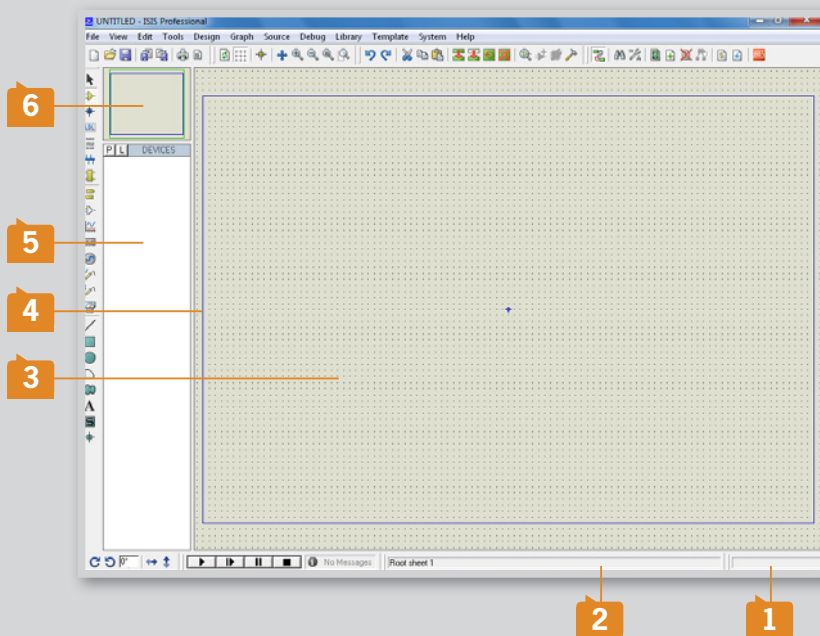 UNTITLED - ISIS Professional
File View Edit Tools Design Graph Source Debug Library Template System Help
6
P L DEVICES
5
4
3
A
S
0°
No Messages
Root sheet 1
2
1